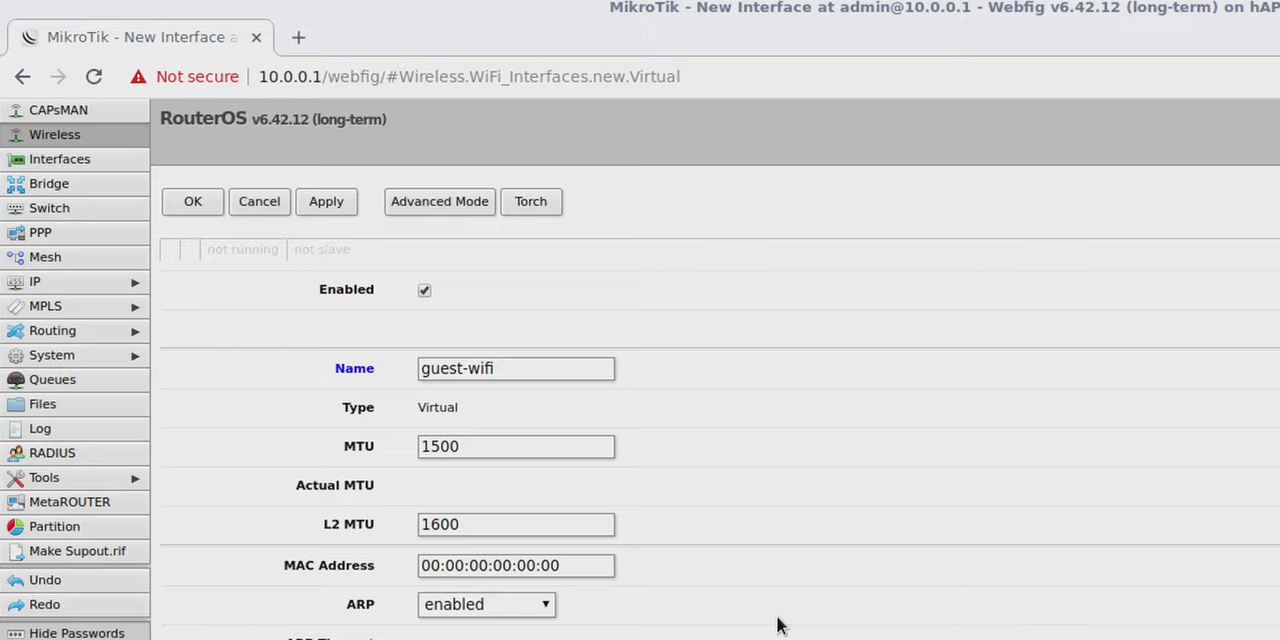 MikroTik - New Interface at admin@10.0.0.1 - Webfig v6.42.12 (long-term) on hAP
MikroTik - New Interface a
Not secure 10.0.0.1/webfig/#Wireless.WiFi_Interfaces.new.Virtual
CAPsMAN
Wireless
Interfaces
Bridge
Switch
PPP
Mesh
IP
MPLS
Routing
System
Queues
Files
Log
RADIUS
Tools
MetaROUTER
Partition
Make Supout.rif
Undo
Redo
Hide Passwords
RouterOS v6.42.12 (long-term)
OK Cancel Apply Advanced Mode Torch
not running not slave
Enabled
Name guest-wifi
Type Virtual
MTU 1500
Actual MTU
L2 MTU 1600
MAC Address 00:00:00:00:00:00
ARP enabled